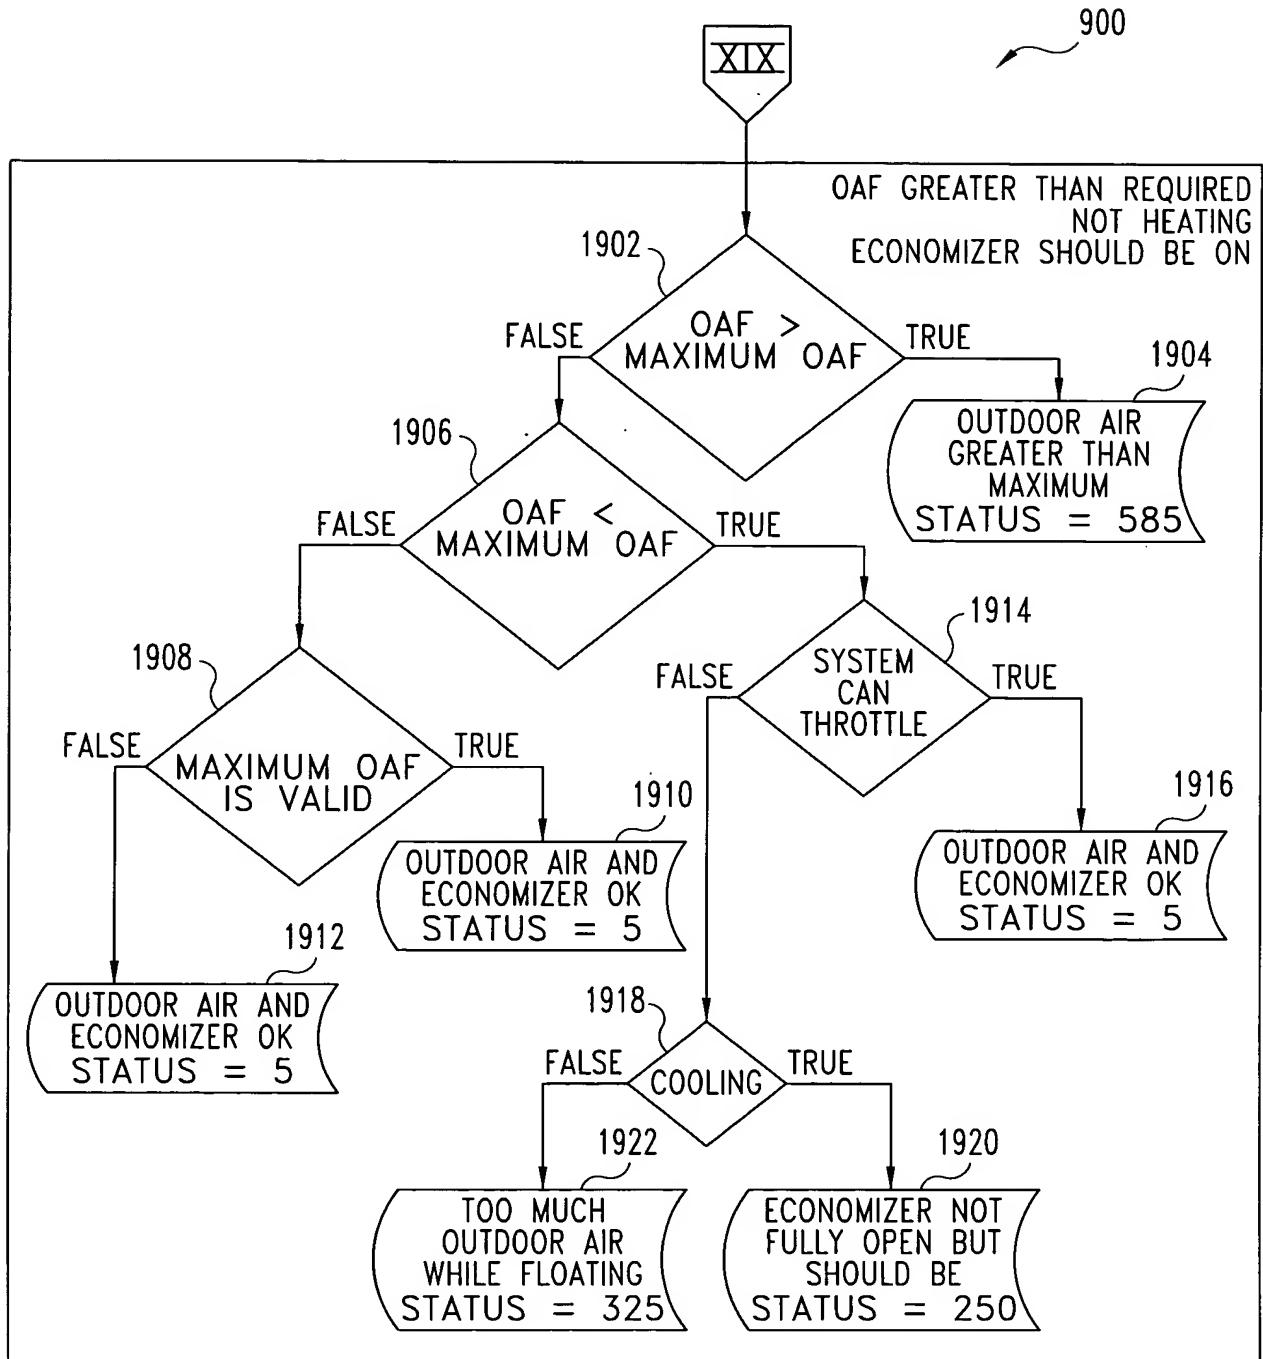 900
XIX
OAF GREATER THAN REQUIRED
NOT HEATING
ECONOMIZER SHOULD BE ON
1902
OAF >
MAXIMUM OAF
FALSE
TRUE
1904
OUTDOOR AIR
GREATER THAN
MAXIMUM
STATUS = 585
1906
OAF <
MAXIMUM OAF
FALSE
TRUE
1914
SYSTEM
CAN
THROTTLE
FALSE
TRUE
1908
MAXIMUM OAF
IS VALID
FALSE
TRUE
1910
OUTDOOR AIR AND
ECONOMIZER OK
STATUS = 5
1916
OUTDOOR AIR AND
ECONOMIZER OK
STATUS = 5
1912
OUTDOOR AIR AND
ECONOMIZER OK
STATUS = 5
1918
COOLING
FALSE
TRUE
1922
TOO MUCH
OUTDOOR AIR
WHILE FLOATING
STATUS = 325
1920
ECONOMIZER NOT
FULLY OPEN BUT
SHOULD BE
STATUS = 250